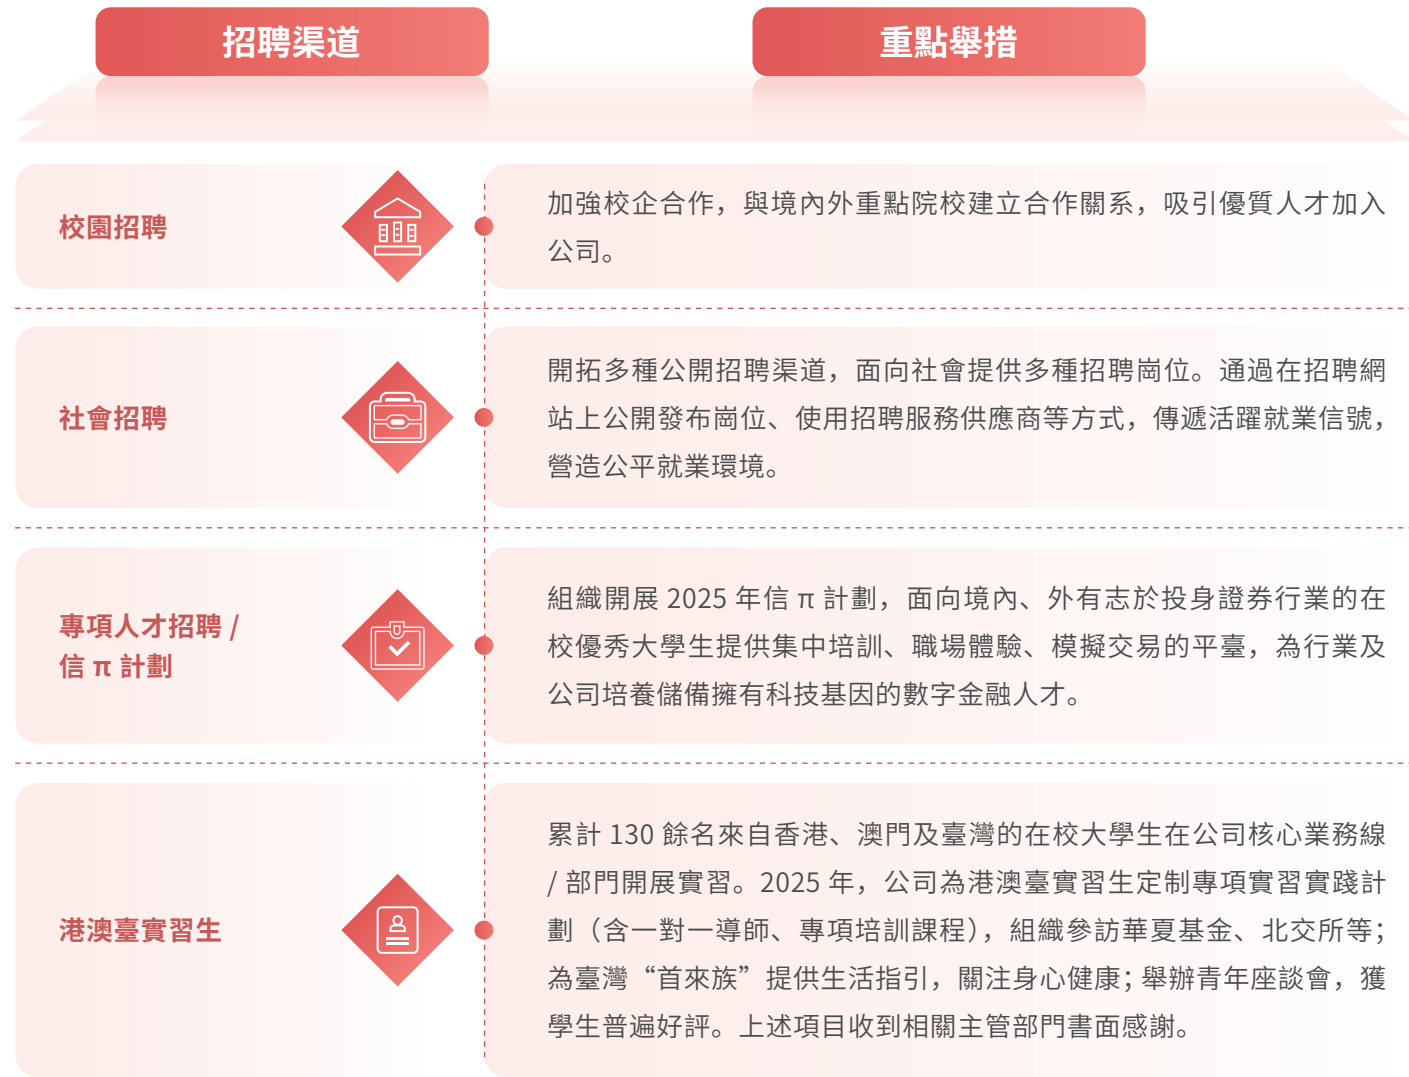 招聘渠道
重點舉措
校園招聘
加強校企合作，與境內外重點院校建立合作關系，吸引優質人才加入
公司。
社會招聘
開拓多種公開招聘渠道，面向社會提供多種招聘崗位。通過在招聘網
站上公開發布崗位、使用招聘服務供應商等方式，傳遞活躍就業信號，
營造公平就業環境。
專項人才招聘 /
信 π 計劃
組織開展 2025 年信 π 計劃，面向境內、外有志於投身證券行業的在
校優秀大學生提供集中培訓、職場體驗、模擬交易的平臺，為行業及
公司培養儲備擁有科技基因的數字金融人才。
港澳臺實習生
累計 130 餘名來自香港、澳門及臺灣的在校大學生在公司核心業務線
/ 部門開展實習。2025 年，公司為港澳臺實習生定制專項實習實踐計
劃（含一對一導師、專項培訓課程），組織參訪華夏基金、北交所等；
為臺灣“首來族”提供生活指引，關注身心健康；舉辦青年座談會，獲
學生普遍好評。上述項目收到相關主管部門書面感謝。